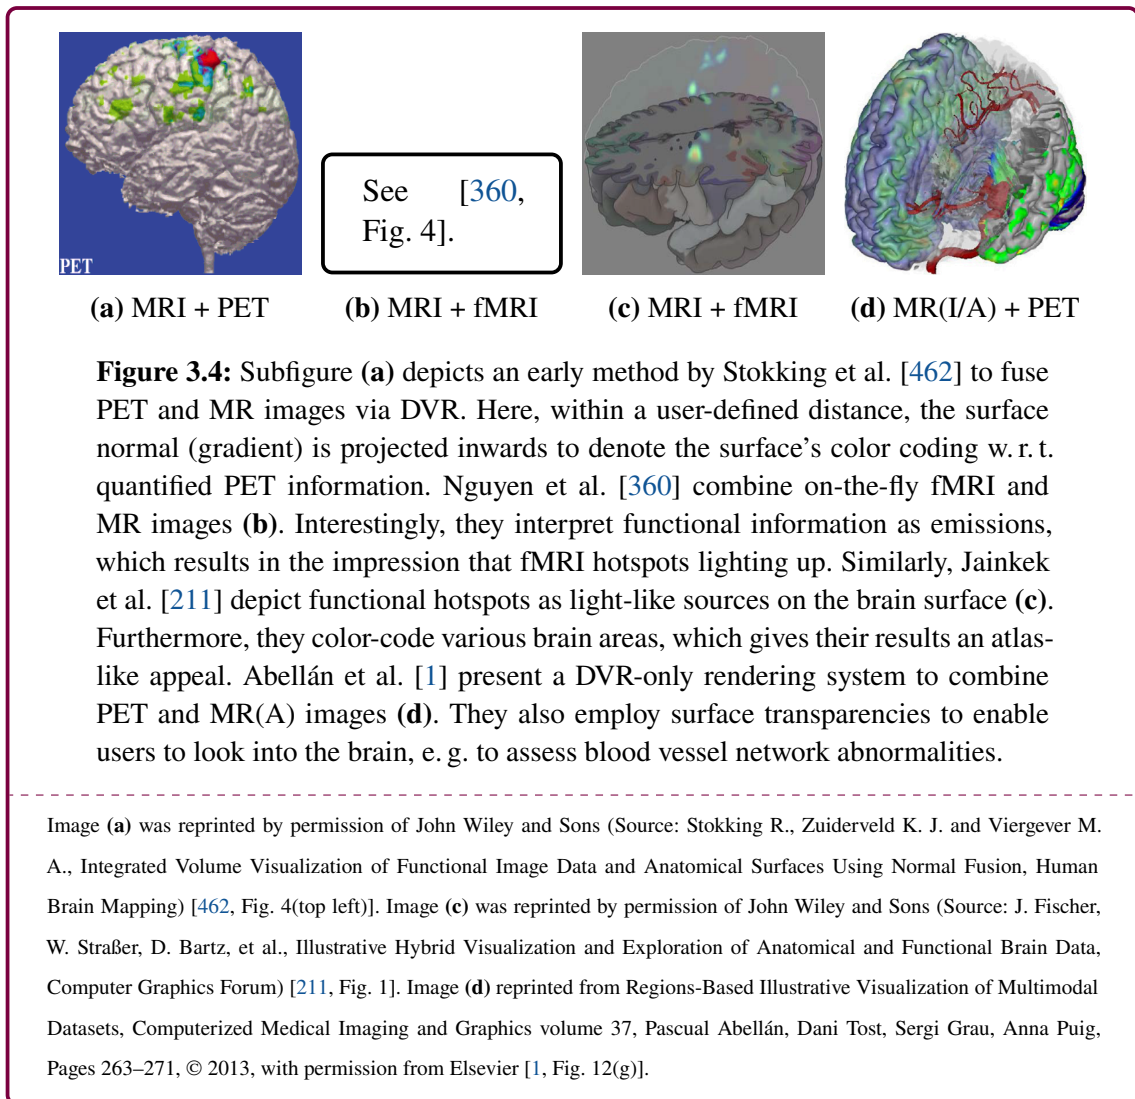 PET
See [360,
Fig. 4].
(a) MRI + PET
(b) MRI + fMRI
(c) MRI + fMRI
(d) MR(I/A) + PET
Figure 3.4: Subfigure (a) depicts an early method by Stokking et al. [462] to fuse
PET and MR images via DVR. Here, within a user-defined distance, the surface
normal (gradient) is projected inwards to denote the surface’s color coding w. r. t.
quantified PET information. Nguyen et al. [360] combine on-the-fly fMRI and
MR images (b). Interestingly, they interpret functional information as emissions,
which results in the impression that fMRI hotspots lighting up. Similarly, Jainkek
et al. [211] depict functional hotspots as light-like sources on the brain surface (c).
Furthermore, they color-code various brain areas, which gives their results an atlas-
like appeal. Abellán et al. [1] present a DVR-only rendering system to combine
PET and MR(A) images (d). They also employ surface transparencies to enable
users to look into the brain, e. g. to assess blood vessel network abnormalities.
Image (a) was reprinted by permission of John Wiley and Sons (Source: Stokking R., Zuiderveld K. J. and Viergever M.
A., Integrated Volume Visualization of Functional Image Data and Anatomical Surfaces Using Normal Fusion, Human
Brain Mapping) [462, Fig. 4(top left)]. Image (c) was reprinted by permission of John Wiley and Sons (Source: J. Fischer,
W. Straßer, D. Bartz, et al., Illustrative Hybrid Visualization and Exploration of Anatomical and Functional Brain Data,
Computer Graphics Forum) [211, Fig. 1]. Image (d) reprinted from Regions-Based Illustrative Visualization of Multimodal
Datasets, Computerized Medical Imaging and Graphics volume 37, Pascual Abellán, Dani Tost, Sergi Grau, Anna Puig,
Pages 263–271, © 2013, with permission from Elsevier [1, Fig. 12(g)].